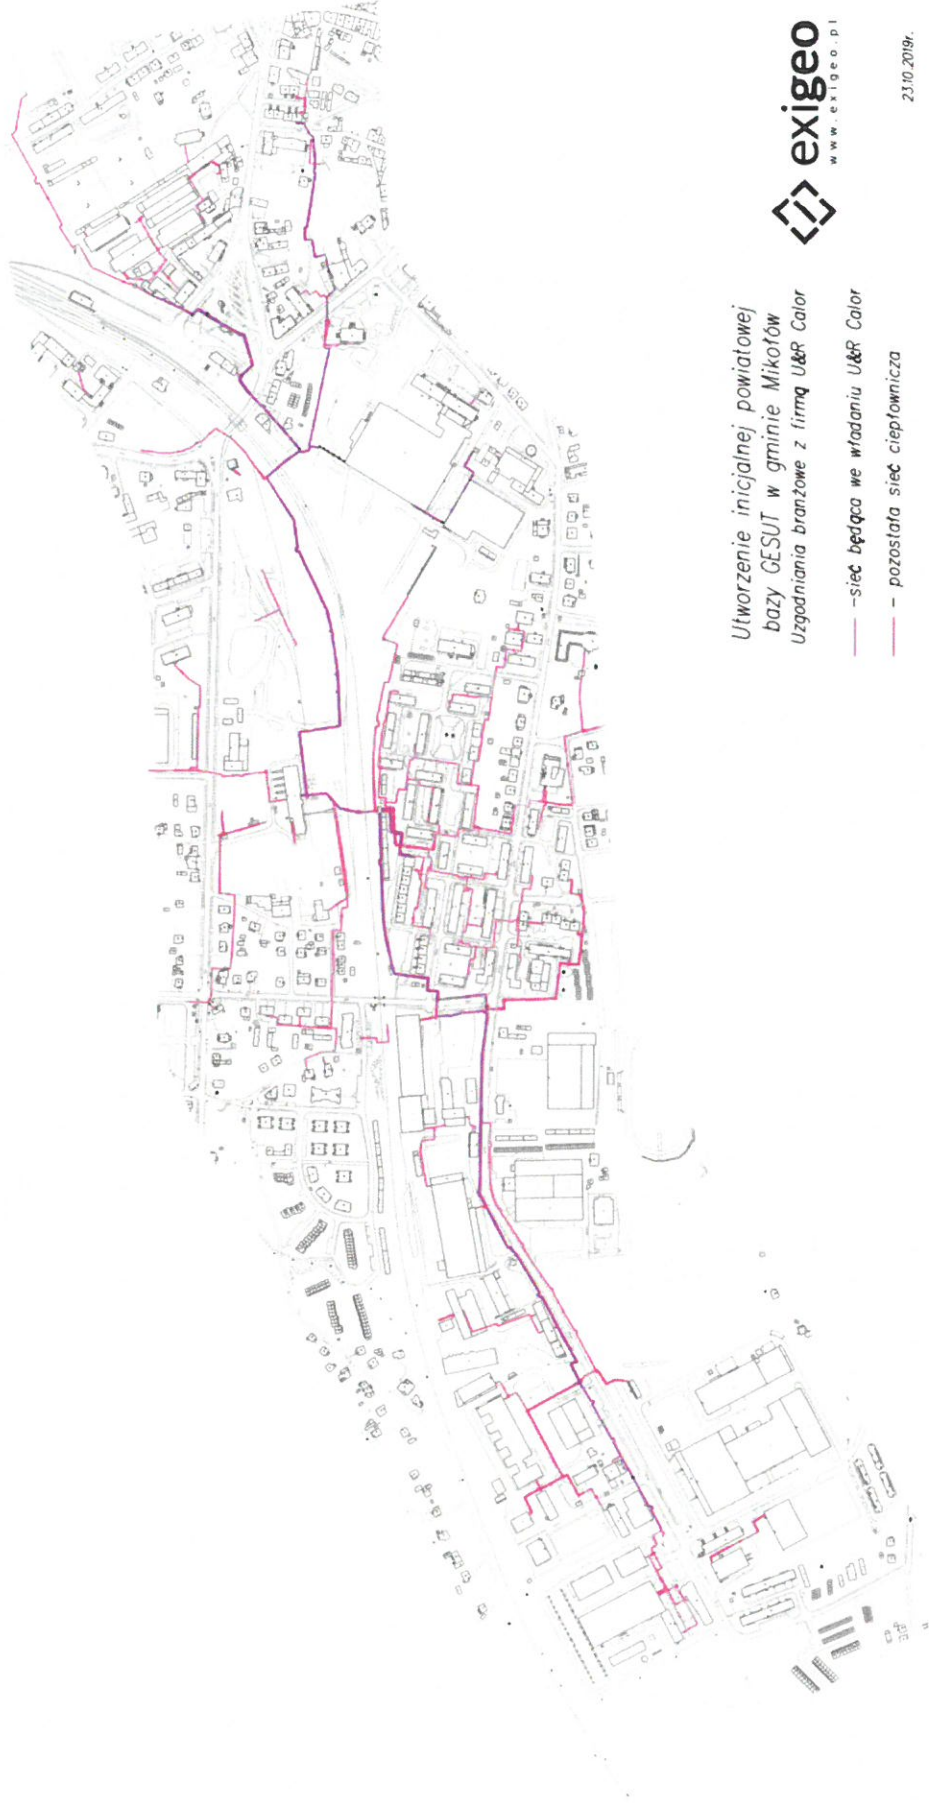 Utworzenie inicjalnej powiatowej
bazy GESUT w gminie Mikołów
Uzgodniania branżowe z firmą U&R Calor
- sieć będąca we władaniu U&R Calor
- pozostała sieć ciepłownicza
exigeo
www.exigeo.pl
23.10.2019r.